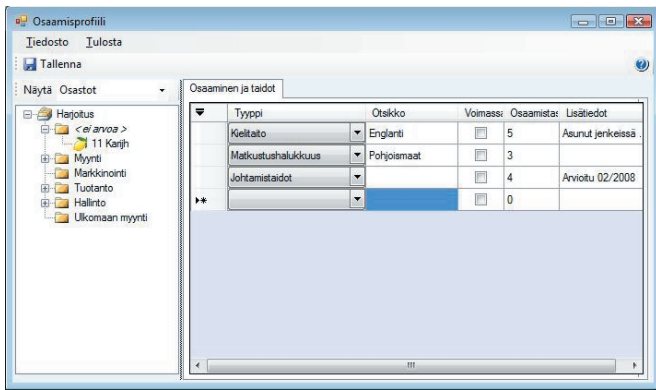 Osaamisprofiili
Tiedosto Tulosta
Tallenna
Näytä Osastot
Osaaminen ja taidot
Harjoitus
< ei arvoa >
11 Karijh
Myynti
Markkinointi
Tuotanto
Hallinto
Ulkomaan myynti
Tyyppi Otsikko Voimassa Osaamistas Lisätiedot
Kielitaito Englanti 5 Asunut jenkeissä .
Matkustushalukkuus Pohjoismaat 3
Johtamistaidot 4 Arvioitu 02/2008
0